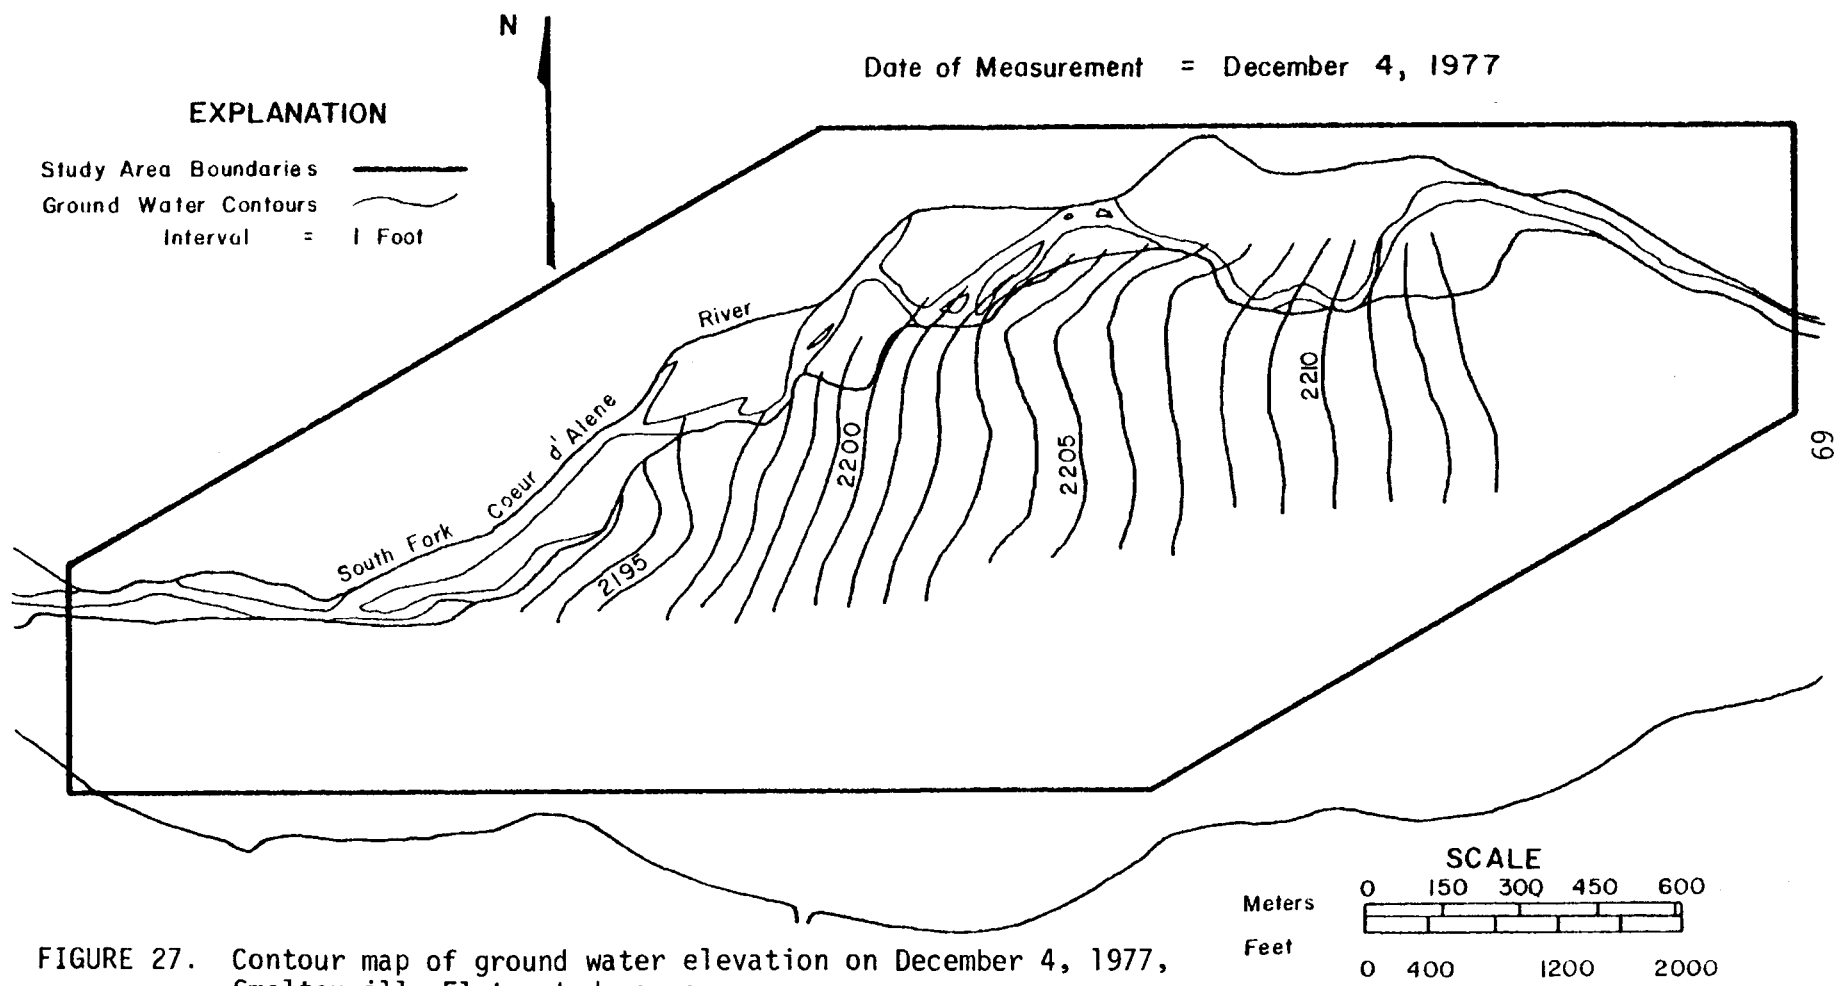 N
Date of Measurement = December 4, 1977
EXPLANATION
Study Area Boundaries
Ground Water Contours
Interval = 1 Foot
River
Coeur d'Alene
South Fork
2195
2200
2205
2210
69
SCALE
Meters 0 150 300 450 600
Feet 0 400 1200 2000
FIGURE 27. Contour map of ground water elevation on December 4, 1977,